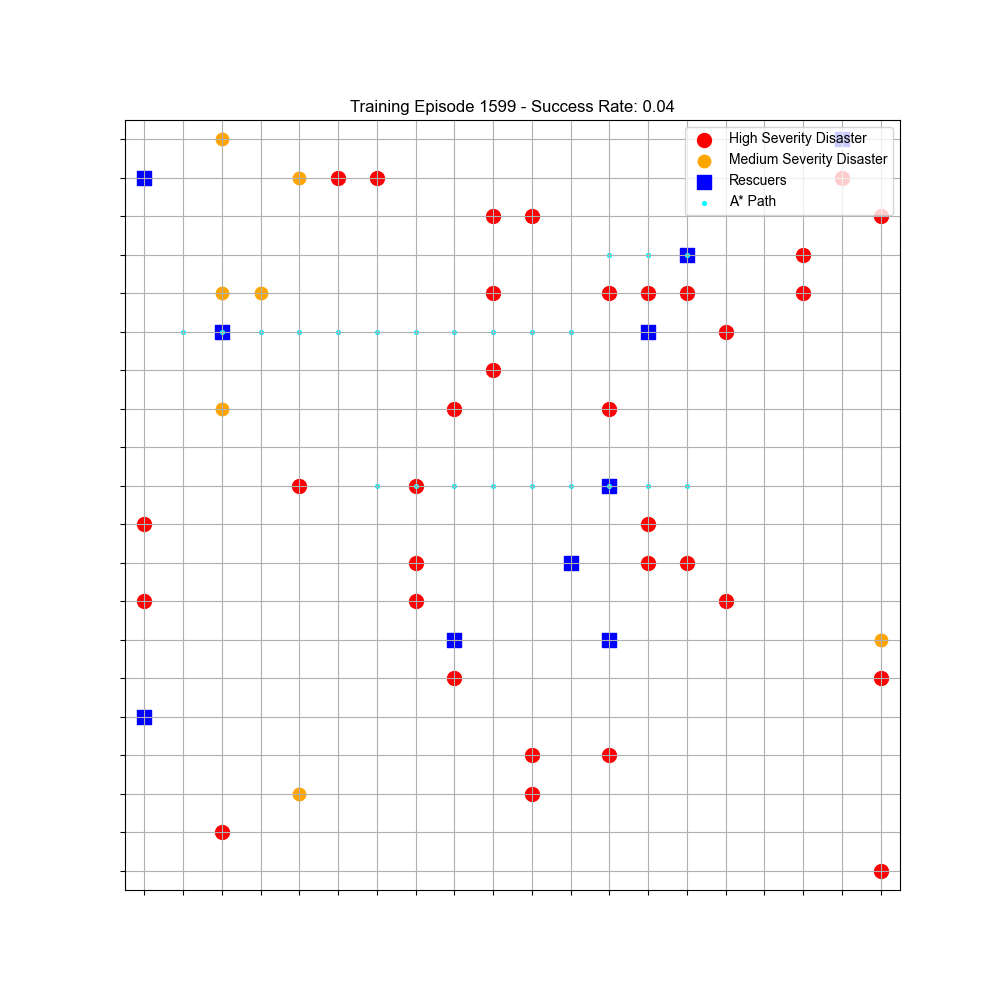 Training Episode 1599 - Success Rate: 0.04
High Severity Disaster
Medium Severity Disaster
Rescuers
A* Path